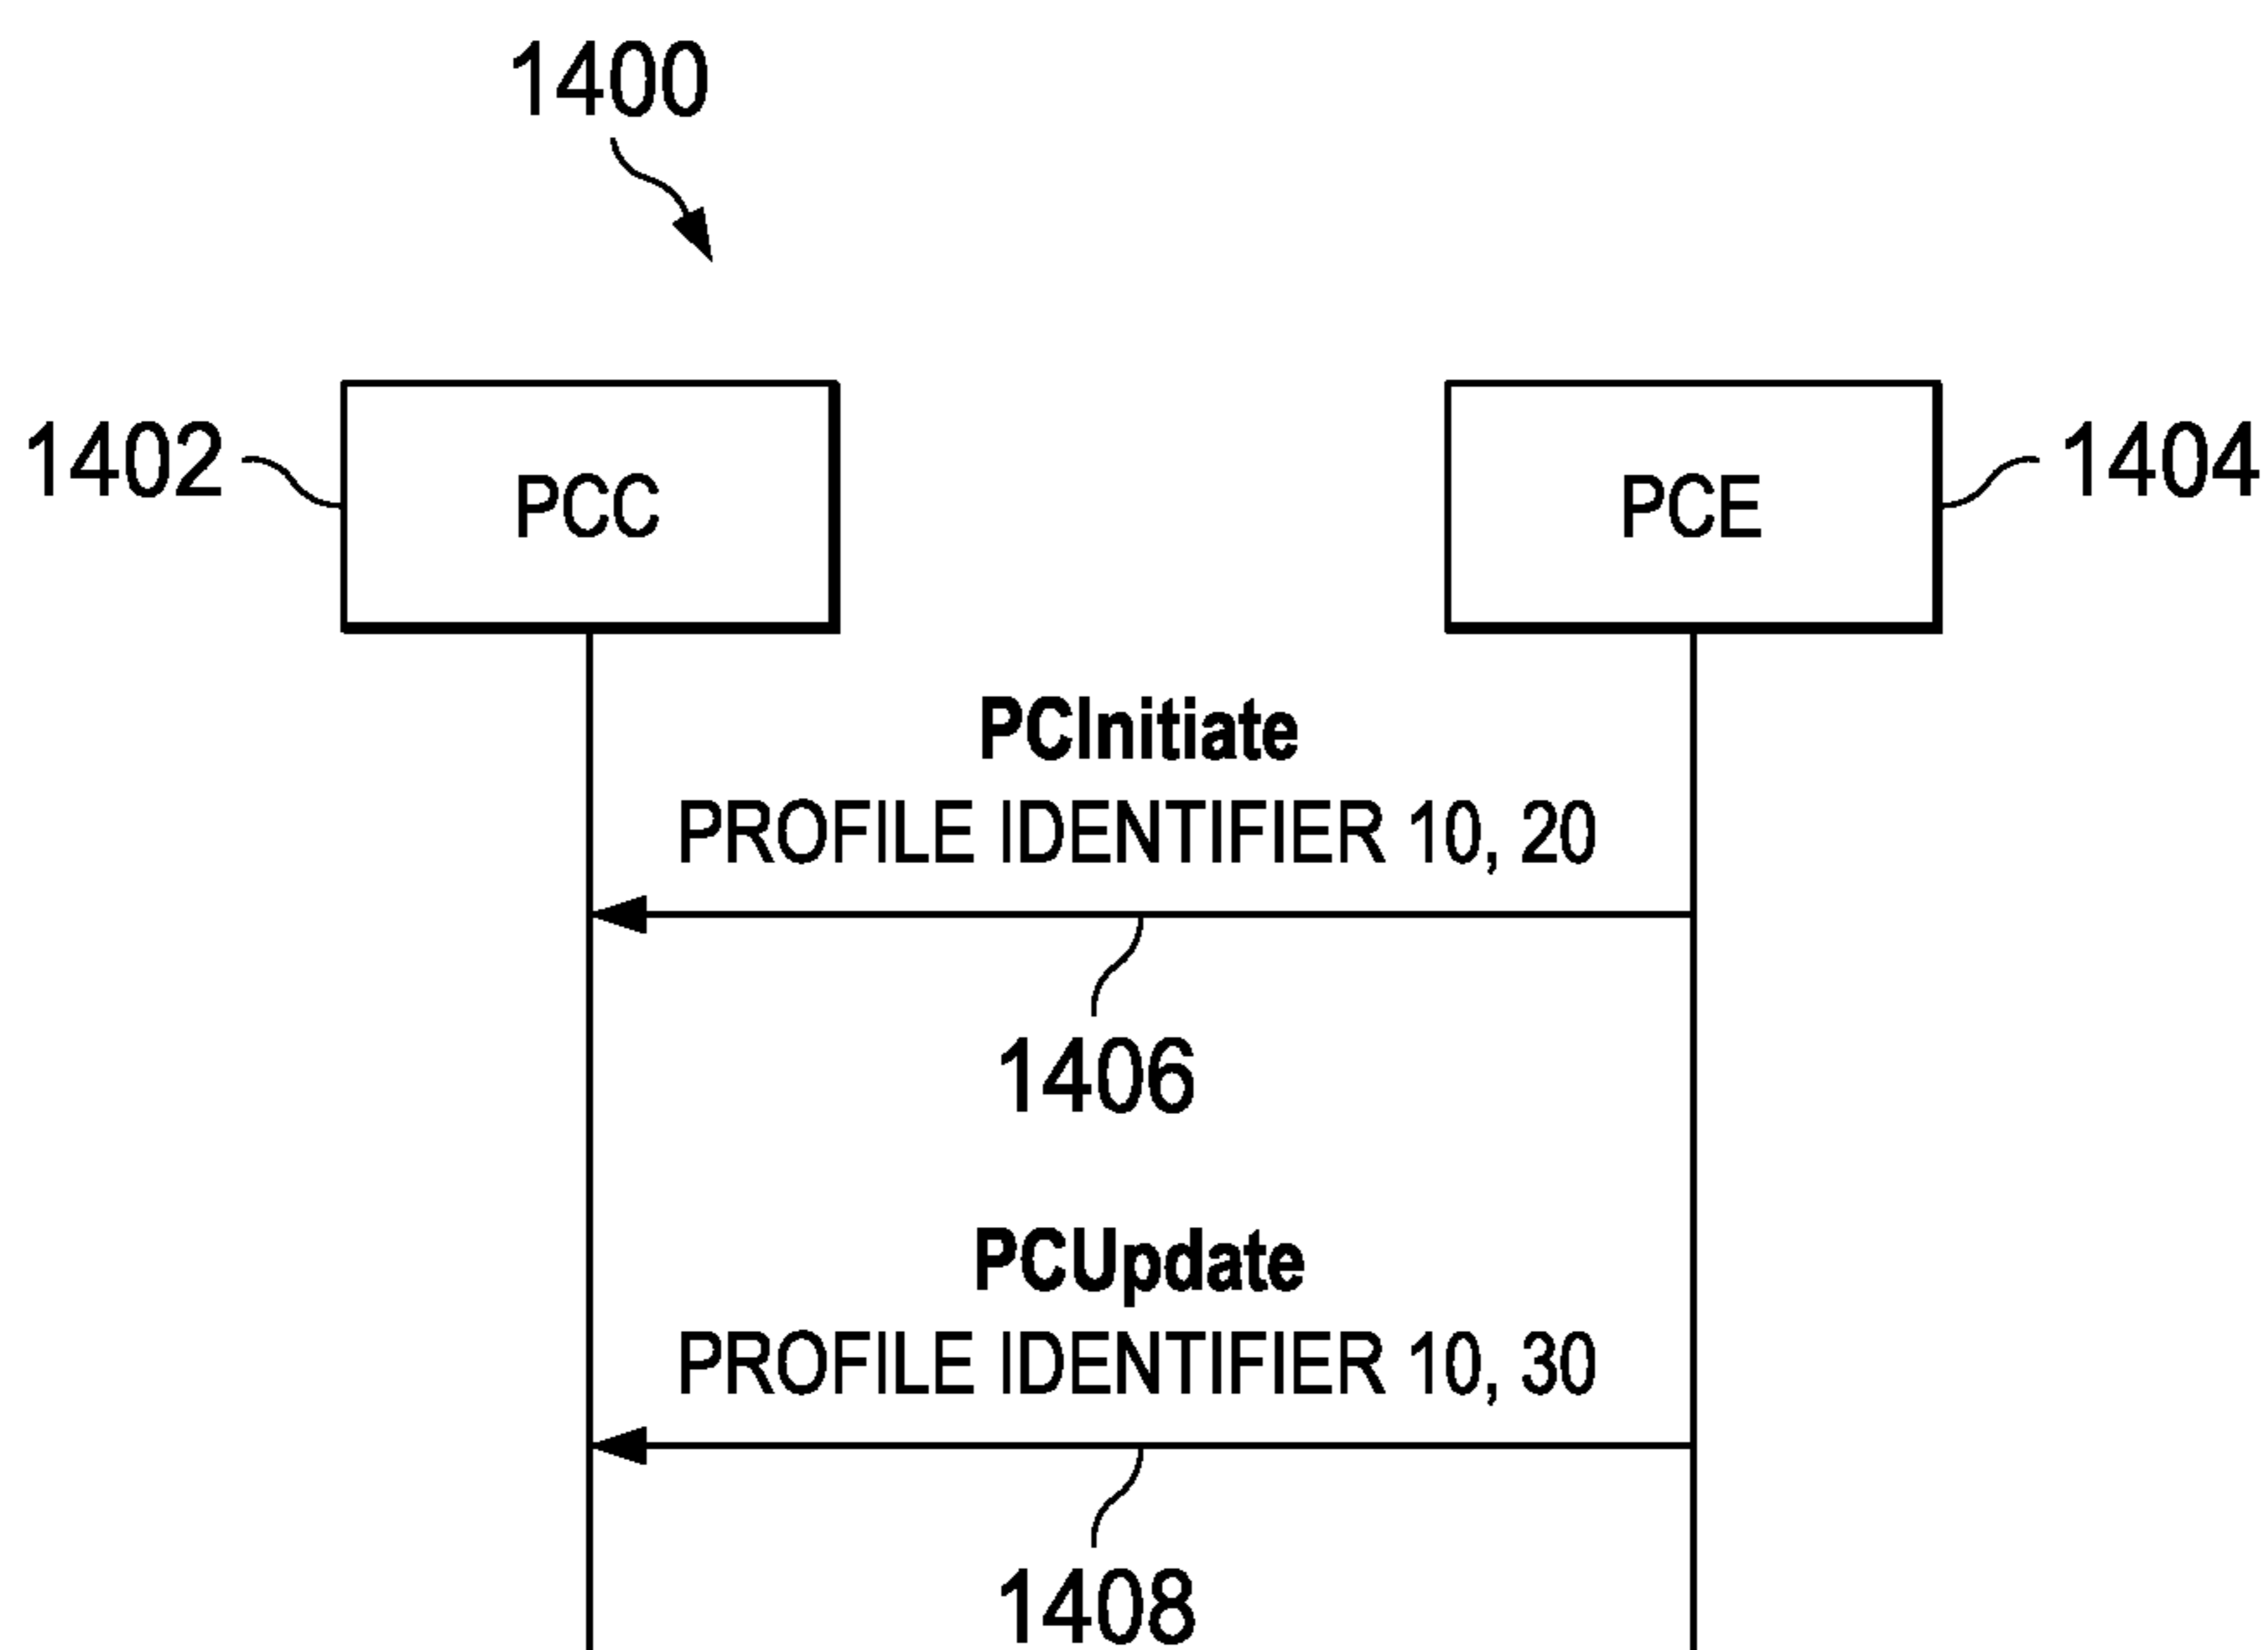 1400
1402
PCC
PCE
1404
PCInitiate
PROFILE IDENTIFIER 10, 20
1406
PCUpdate
PROFILE IDENTIFIER 10, 30
1408